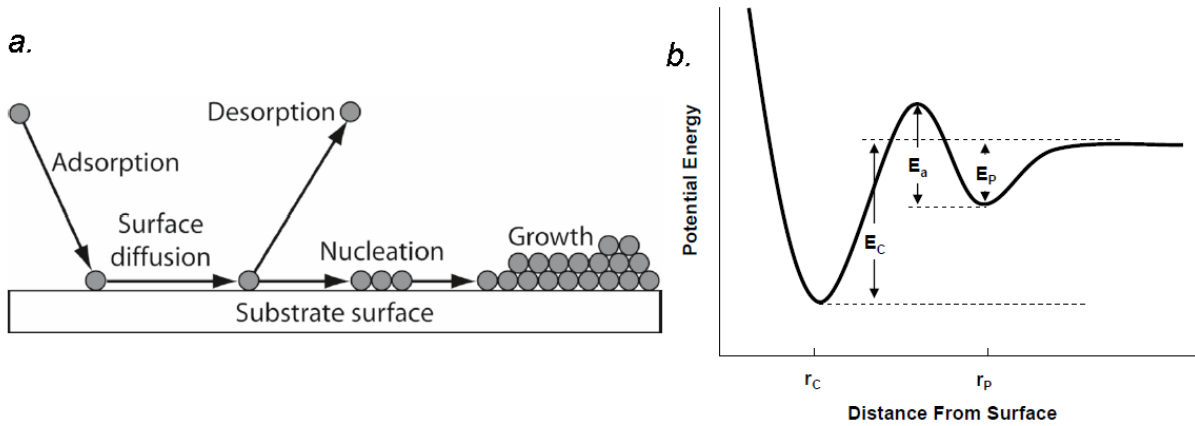 a.
Desorption
Adsorption
Surface
diffusion
Nucleation
Growth
Substrate surface
b.
Potential Energy
Ea
EP
EC
rC
rP
Distance From Surface